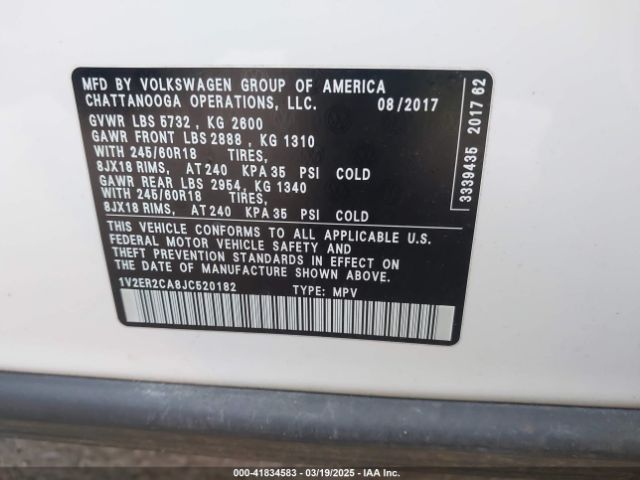 MFD BY VOLKSWAGEN GROUP OF AMERICA
CHATTANOOGA OPERATIONS, LLC. 08/2017
GVWR LBS 5732 , KG 2600
GAWR FRONT LBS 2888 , KG 1310
WITH 245/60R18 TIRES,
8JX18 RIMS, AT 240 KPA 35 PSI COLD
GAWR REAR LBS 2954, KG 1340
WITH 245/60R18 TIRES,
8JX18 RIMS, AT 240 KPA 35 PSI COLD
THIS VEHICLE CONFORMS TO ALL APPLICABLE U.S.
FEDERAL MOTOR VEHICLE SAFETY AND
THEFT PREVENTION STANDARDS IN EFFECT ON
THE DATE OF MANUFACTURE SHOWN ABOVE.
1V2ER2CA8JC520182 TYPE: MPV
3339435 2017 62
000-41834583 - 03/19/2025 - IAA Inc.